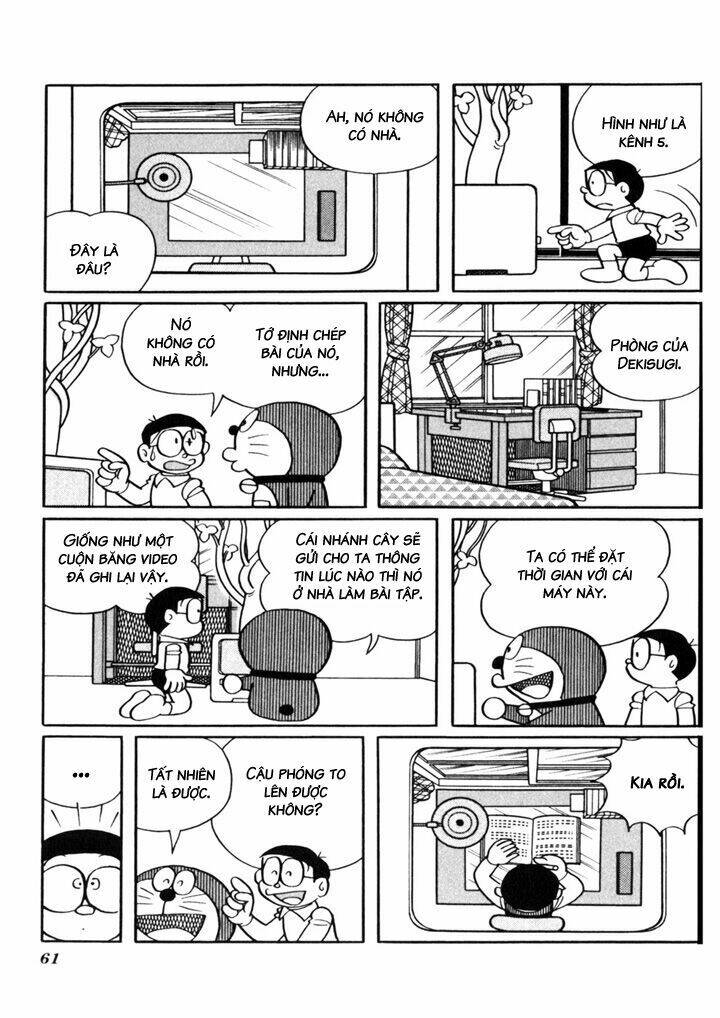 HÌNH NHƯ LÀ
KÊNH 5.
AH, NÓ KHÔNG
CÓ NHÀ.
ĐÂY LÀ
ĐÂU?
PHÒNG CỦA
DEKISUGI.
TỚ ĐỊNH CHÉP
BÀI CỦA NÓ,
NHƯNG...
NÓ
KHÔNG CÓ
NHÀ RỒI.
TA CÓ THỂ ĐẶT
THỜI GIAN VỚI CÁI
MÁY NÀY.
CÁI NHÁNH CÂY SẼ
GỬI CHO TA THÔNG
TIN LÚC NÀO THÌ NÓ
Ở NHÀ LÀM BÀI TẬP.
GIỐNG NHƯ MỘT
CUỘN BĂNG VIDEO
ĐÃ GHI LẠI VẬY.
KIA RỒI.
CẬU PHÓNG TO
LÊN ĐƯỢC
KHÔNG?
TẤT NHIÊN
LÀ ĐƯỢC.
...
61